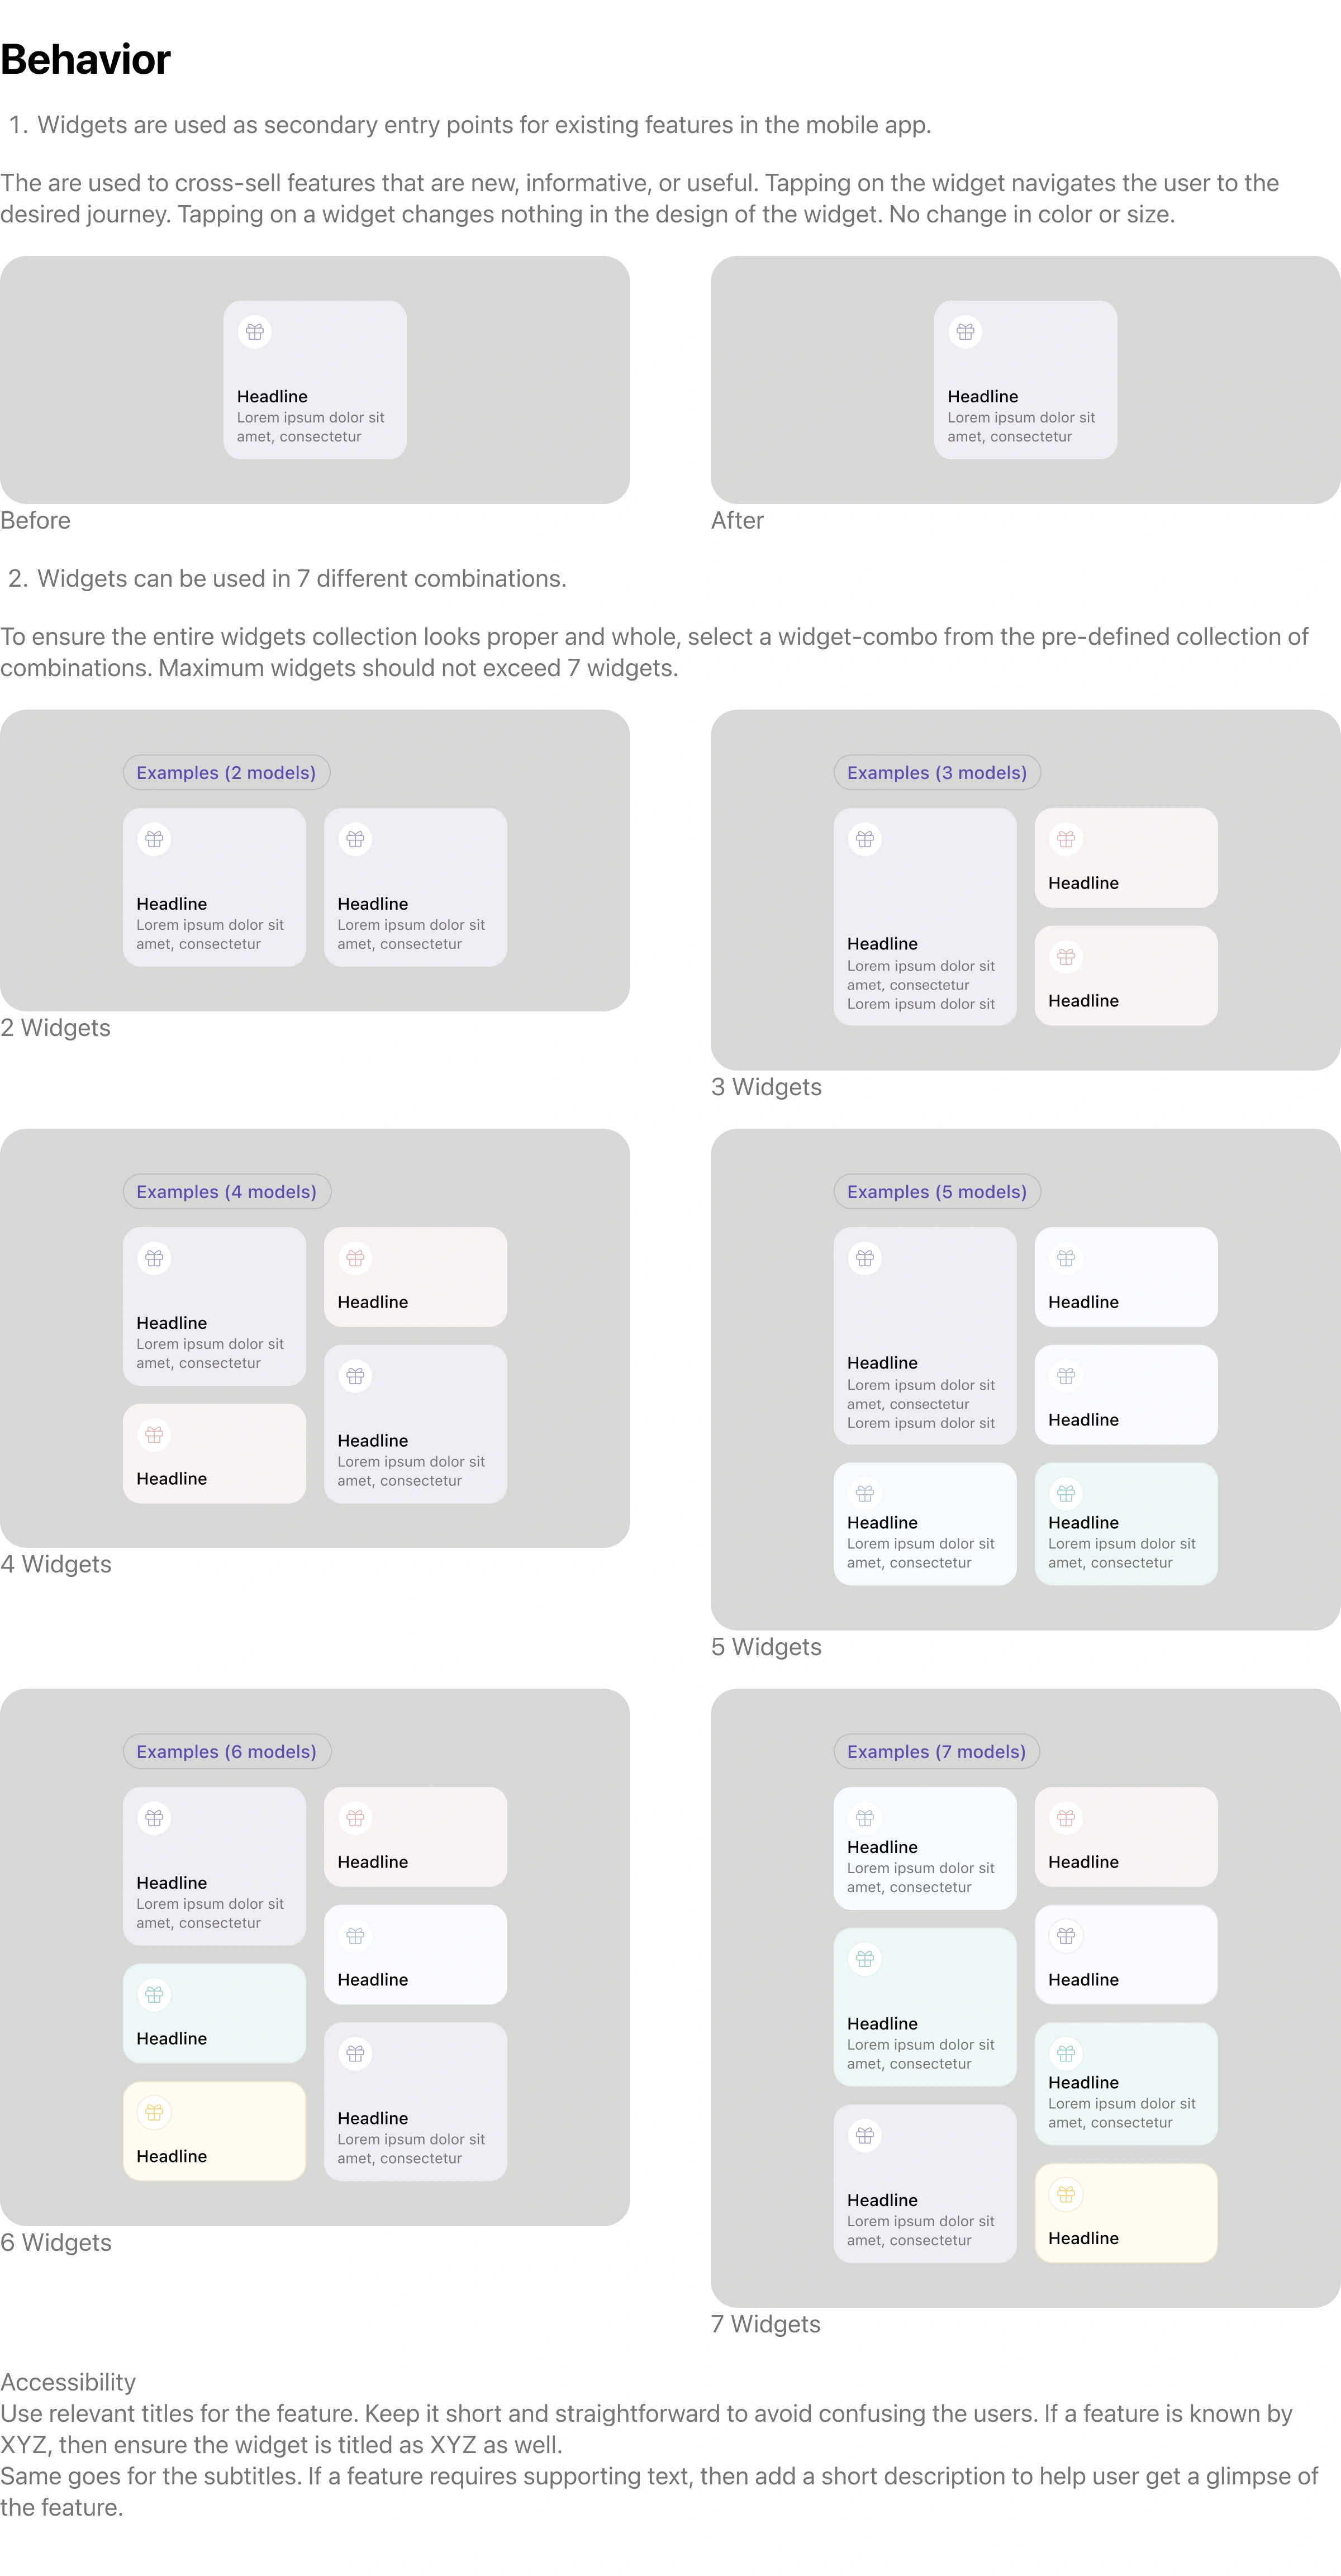 Behavior
1. Widgets are used as secondary entry points for existing features in the mobile app.
The are used to cross-sell features that are new, informative, or useful. Tapping on the widget navigates the user to the
desired journey. Tapping on a widget changes nothing in the design of the widget. No change in color or size.
Headline
Lorem ipsum dolor sit
amet, consectetur
Before
Headline
Lorem ipsum dolor sit
amet, consectetur
After
2. Widgets can be used in 7 different combinations.
To ensure the entire widgets collection looks proper and whole, select a widget-combo from the pre-defined collection of
combinations. Maximum widgets should not exceed 7 widgets.
Examples (2 models)
Headline
Lorem ipsum dolor sit
amet, consectetur
Headline
Lorem ipsum dolor sit
amet, consectetur
2 Widgets
Examples (3 models)
Headline
Lorem ipsum dolor sit
amet, consectetur
Lorem ipsum dolor sit
Headline
Headline
3 Widgets
Examples (4 models)
Headline
Lorem ipsum dolor sit
amet, consectetur
Headline
Headline
Headline
Lorem ipsum dolor sit
amet, consectetur
4 Widgets
Examples (5 models)
Headline
Lorem ipsum dolor sit
amet, consectetur
Lorem ipsum dolor sit
Headline
Headline
Headline
Lorem ipsum dolor sit
amet, consectetur
Headline
Lorem ipsum dolor sit
amet, consectetur
5 Widgets
Examples (6 models)
Headline
Lorem ipsum dolor sit
amet, consectetur
Headline
Headline
Headline
Headline
Headline
Lorem ipsum dolor sit
amet, consectetur
6 Widgets
Examples (7 models)
Headline
Lorem ipsum dolor sit
amet, consectetur
Headline
Lorem ipsum dolor sit
amet, consectetur
Headline
Lorem ipsum dolor sit
amet, consectetur
Headline
Headline
Headline
Lorem ipsum dolor sit
amet, consectetur
Headline
7 Widgets
Accessibility
Use relevant titles for the feature. Keep it short and straightforward to avoid confusing the users. If a feature is known by
XYZ, then ensure the widget is titled as XYZ as well.
Same goes for the subtitles. If a feature requires supporting text, then add a short description to help user get a glimpse of
the feature.